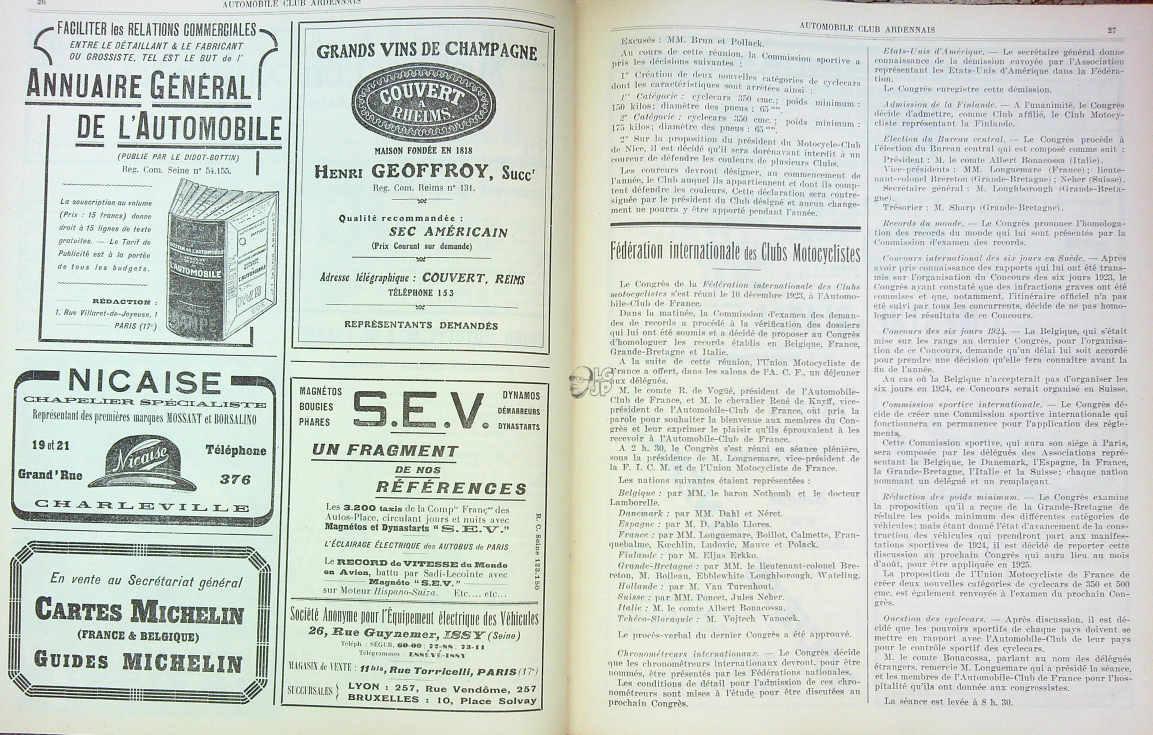 26
AUTOMOBILE CLUB ARDENNAIS
FACILITER les RELATIONS COMMERCIALES
ENTRE LE DÉTAILLANT & LE FABRICANT
OU GROSSISTE, TEL EST LE BUT de l'
ANNUAIRE GÉNÉRAL
DE L'AUTOMOBILE
(PUBLIÉ PAR LE DIDOT-BOTTIN)
Reg. Com. Seine n° 54.155.
La souscription au volume
(Prix : 15 francs) donne
droit à 15 lignes de texte
gratuites. — Le Tarif de
Publicité est à la portée
de tous les budgets.
RÉDACTION :
1, Rue Villaret-de-Joyeuse, 1
PARIS (17e)
L'AUTOMOBILE
NICAISE
CHAPELIER SPÉCIALISTE
Représentant des premières marques MOSSANT et BORSALINO
19 et 21
Grand'Rue
Nicaise
Téléphone
376
CHARLEVILLE
En vente au Secrétariat général
CARTES MICHELIN
(FRANCE & BELGIQUE)
GUIDES MICHELIN
GRANDS VINS DE CHAMPAGNE
COUVERT
A
RHEIMS.
MAISON FONDÉE EN 1818
HENRI GEOFFROY, Succr
Reg. Com. Reims n° 131.
Qualité recommandée :
SEC AMÉRICAIN
(Prix Courant sur demande)
Adresse télégraphique : COUVERT, REIMS
TÉLÉPHONE 153
REPRÉSENTANTS DEMANDÉS
MAGNÉTOS
BOUGIES
PHARES
S.E.V.
DYNAMOS
DÉMARREURS
DYNASTARTS
UN FRAGMENT
DE NOS
RÉFÉRENCES
Les 3.200 taxis de la Compie Françse des
Autos-Place, circulant jours et nuits avec
Magnétos et Dynastarts "S.E.V."
L'ÉCLAIRAGE ÉLECTRIQUE des AUTOBUS DE PARIS
Le RECORD de VITESSE du Monde
en Avion, battu par Sadi-Lecointe avec
Magnéto "S.E.V."
sur Moteur Hispano-Suiza. Etc.... etc...
R. C. Seine 123.150
Société Anonyme pour l'Équipement électrique des Véhicules
26, Rue Guynemer, ISSY (Seine)
Téléph. : SÉGUR, 60-00 ; 72-88 ; 73-11
Télégrammes : ESSÉVÉ-ISSY
MAGASIN DE VENTE : 11bis, Rue Torricelli, PARIS (17e)
SUCCURSALES
LYON : 257, Rue Vendôme, 257
BRUXELLES : 10, Place Solvay
AUTOMOBILE CLUB ARDENNAIS
27
Excusés : MM. Brun et Pollack.
Au cours de cette réunion, la Commission sportive a
pris les décisions suivantes :
1° Création de deux nouvelles catégories de cyclecars
dont les caractéristiques sont arrêtées ainsi :
1re Catégorie : cyclecars 350 cmc. ; poids minimum :
150 kilos; diamètre des pneus : 65 mm.
2e Catégorie : cyclecars 350 cmc. ; poids minimum :
175 kilos; diamètre des pneus : 65 mm.
2° Sur la proposition du président du Motocycle-Club
de Nice, il est décidé qu'il sera dorénavant interdit à un
coureur de défendre les couleurs de plusieurs Clubs.
Les coureurs devront désigner, au commencement de
l'année, le Club auquel ils appartiennent et dont ils comp-
tent défendre les couleurs. Cette déclaration sera contre-
signée par le président du Club désigné et aucun change-
ment ne pourra y être apporté pendant l'année.
Fédération internationale des Clubs Motocyclistes
Le Congrès de la Fédération internationale des Clubs
motocyclistes s'est réuni le 10 décembre 1923, à l'Automo-
bile-Club de France.
Dans la matinée, la Commission d'examen des deman-
des de records a procédé à la vérification des dossiers
qui lui ont été soumis et a décidé de proposer au Congrès
d'homologuer les records établis en Belgique, France,
Grande-Bretagne et Italie.
A la suite de cette réunion, l'Union Motocycliste de
France a offert, dans les salons de l'A. C. F., un déjeuner
aux délégués.
M. le comte R. de Vogüé, président de l'Automobile-
Club de France, et M. le chevalier René de Knyff, vice-
président de l'Automobile-Club de France, ont pris la
parole pour souhaiter la bienvenue aux membres du Con-
grès et leur exprimer le plaisir qu'ils éprouvaient à les
recevoir à l'Automobile-Club de France.
A 2 h. 30, le Congrès s'est réuni en séance plénière,
sous la présidence de M. Longuemare, vice-président de
la F. I. C. M. et de l'Union Motocycliste de France.
Les nations suivantes étaient représentées :
Belgique : par MM. le baron Nothomb et le docteur
Lamborelle.
Danemark : par MM. Dahl et Néret.
Espagne : par M. D. Pablo Llores.
France : par MM. Longuemare, Boillot, Calmette, Fran-
quebalme, Kœchlin, Ludovic, Mauve et Polack.
Finlande : par M. Eljas Erkko.
Grande-Bretagne : par MM. le lieutenant-colonel Bre-
reton, M. Boileau, Ebblewhite Loughborough, Wateling.
Hollande : par M. Van Turenhout.
Suisse : par MM. Poncet, Jules Neher.
Italie : M. le comte Albert Bonacossa.
Tchéco-Slovaquie : M. Vojtech Vanocek.
Le procès-verbal du dernier Congrès a été approuvé.
Chronométreurs internationaux. — Le Congrès décide
que les chronométreurs internationaux devront, pour être
nommés, être présentés par les Fédérations nationales.
Les conditions de détail pour l'admission de ces chro-
nométreurs sont mises à l'étude pour être discutées au
prochain Congrès.
Etats-Unis d'Amérique. — Le secrétaire général donne
connaissance de la démission envoyée par l'Association
représentant les Etats-Unis d'Amérique dans la Fédéra-
tion.
Le Congrès enregistre cette démission.
Admission de la Finlande. — A l'unanimité, le Congrès
décide d'admettre, comme Club affilié, le Club Motocy-
cliste représentant la Finlande.
Election du Bureau central. — Le Congrès procède à
l'élection du Bureau central qui est composé comme suit :
Président : M. le comte Albert Bonacossa (Italie).
Vice-présidents : MM. Longuemare (France) ; lieute-
nant-colonel Brereton (Grande-Bretagne) ; Neher (Suisse).
Secrétaire général : M. Loughborough (Grande-Breta-
gne).
Trésorier : M. Sharp (Grande-Bretagne).
Records du monde. — Le Congrès prononce l'homologa-
tion des records du monde qui lui sont présentés par la
Commission d'examen des records.
Concours international des six jours en Suède. — Après
avoir pris connaissance des rapports qui lui ont été trans-
mis sur l'organisation du Concours des six jours 1923, le
Congrès ayant constaté que des infractions graves ont été
commises et que, notamment, l'itinéraire officiel n'a pas
été suivi par tous les concurrents, décide de ne pas homo-
loguer les résultats de ce Concours.
Concours des six jours 1924. — La Belgique, qui s'était
mise sur les rangs au dernier Congrès, pour l'organisa-
tion de ce Concours, demande qu'un délai lui soit accordé
pour prendre une décision qu'elle fera connaître avant la
fin de l'année.
Au cas où la Belgique n'accepterait pas d'organiser les
six jours en 1924, ce Concours serait organisé en Suisse.
Commission sportive internationale. — Le Congrès dé-
cide de créer une Commission sportive internationale qui
fonctionnera en permanence pour l'application des règle-
ments.
Cette Commission sportive, qui aura son siège à Paris,
sera composée par les délégués des Associations repré-
sentant la Belgique, le Danemark, l'Espagne, la France,
la Grande-Bretagne, l'Italie et la Suisse; chaque nation
nommant un délégué et un remplaçant.
Réduction des poids minimum. — Le Congrès examine
la proposition qu'il a reçue de la Grande-Bretagne de
réduire les poids minimum des différentes catégories de
véhicules; mais étant donné l'état d'avancement de la cons-
truction des véhicules qui prendront part aux manifes-
tations sportives de 1924, il est décidé de reporter cette
discussion au prochain Congrès qui aura lieu au mois
d'août, pour être appliquée en 1925.
La proposition de l'Union Motocycliste de France de
créer deux nouvelles catégories de cyclecars de 350 et 500
cmc. est également renvoyée à l'examen du prochain Con-
grès.
Question des cyclecars. — Après discussion, il est dé-
cidé que les pouvoirs sportifs de chaque pays doivent se
mettre en rapport avec l'Automobile-Club de leur pays
pour le contrôle sportif des cyclecars.
M. le comte Bonacossa, parlant au nom des délégués
étrangers, remercie M. Longuemare qui a présidé la séance,
et les membres de l'Automobile-Club de France pour l'hos-
pitalité qu'ils ont donnée aux congressistes.
La séance est levée à 8 h. 30.